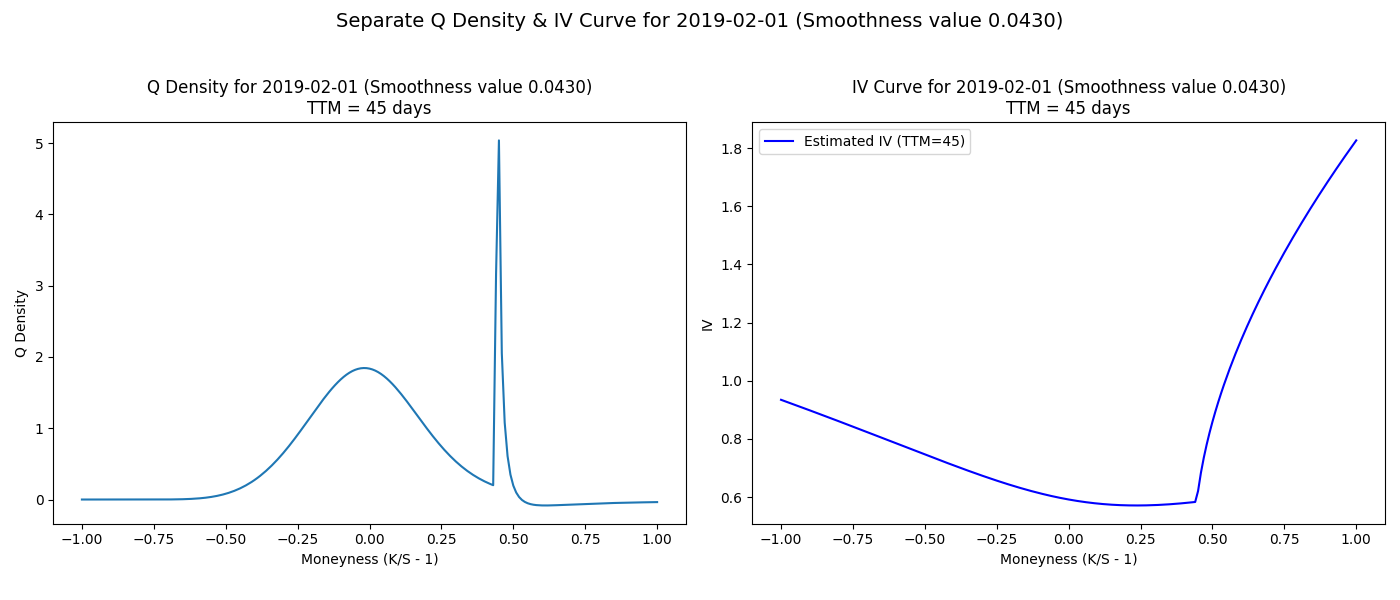 Separate Q Density & IV Curve for 2019-02-01 (Smoothness value 0.0430)
Q Density for 2019-02-01 (Smoothness value 0.0430)
TTM = 45 days
5
4
3
2
1
0
Q Density
−1.00 −0.75 −0.50 −0.25 0.00 0.25 0.50 0.75 1.00
Moneyness (K/S - 1)
IV Curve for 2019-02-01 (Smoothness value 0.0430)
TTM = 45 days
Estimated IV (TTM=45)
1.8
1.6
1.4
1.2
1.0
0.8
0.6
IV
−1.00 −0.75 −0.50 −0.25 0.00 0.25 0.50 0.75 1.00
Moneyness (K/S - 1)